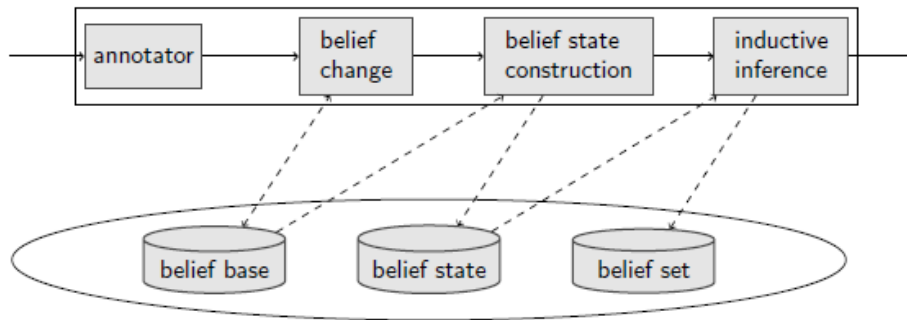 annotator
belief
change
belief state
construction
inductive
inference
belief base
belief state
belief set